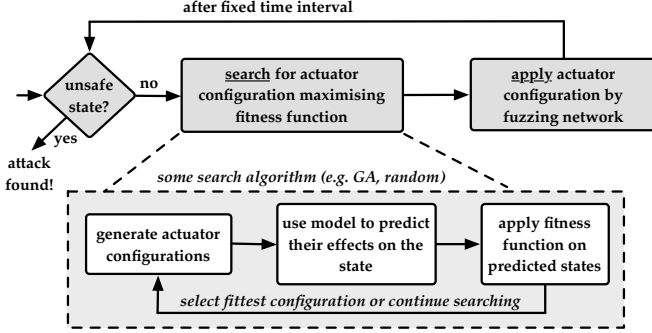 after fixed time interval
unsafe
state?
no
yes
attack
found!
search for actuator
configuration maximising
fitness function
apply actuator
configuration by
fuzzing network
some search algorithm (e.g. GA, random)
generate actuator
configurations
use model to predict
their effects on the
state
apply fitness
function on
predicted states
select fittest configuration or continue searching